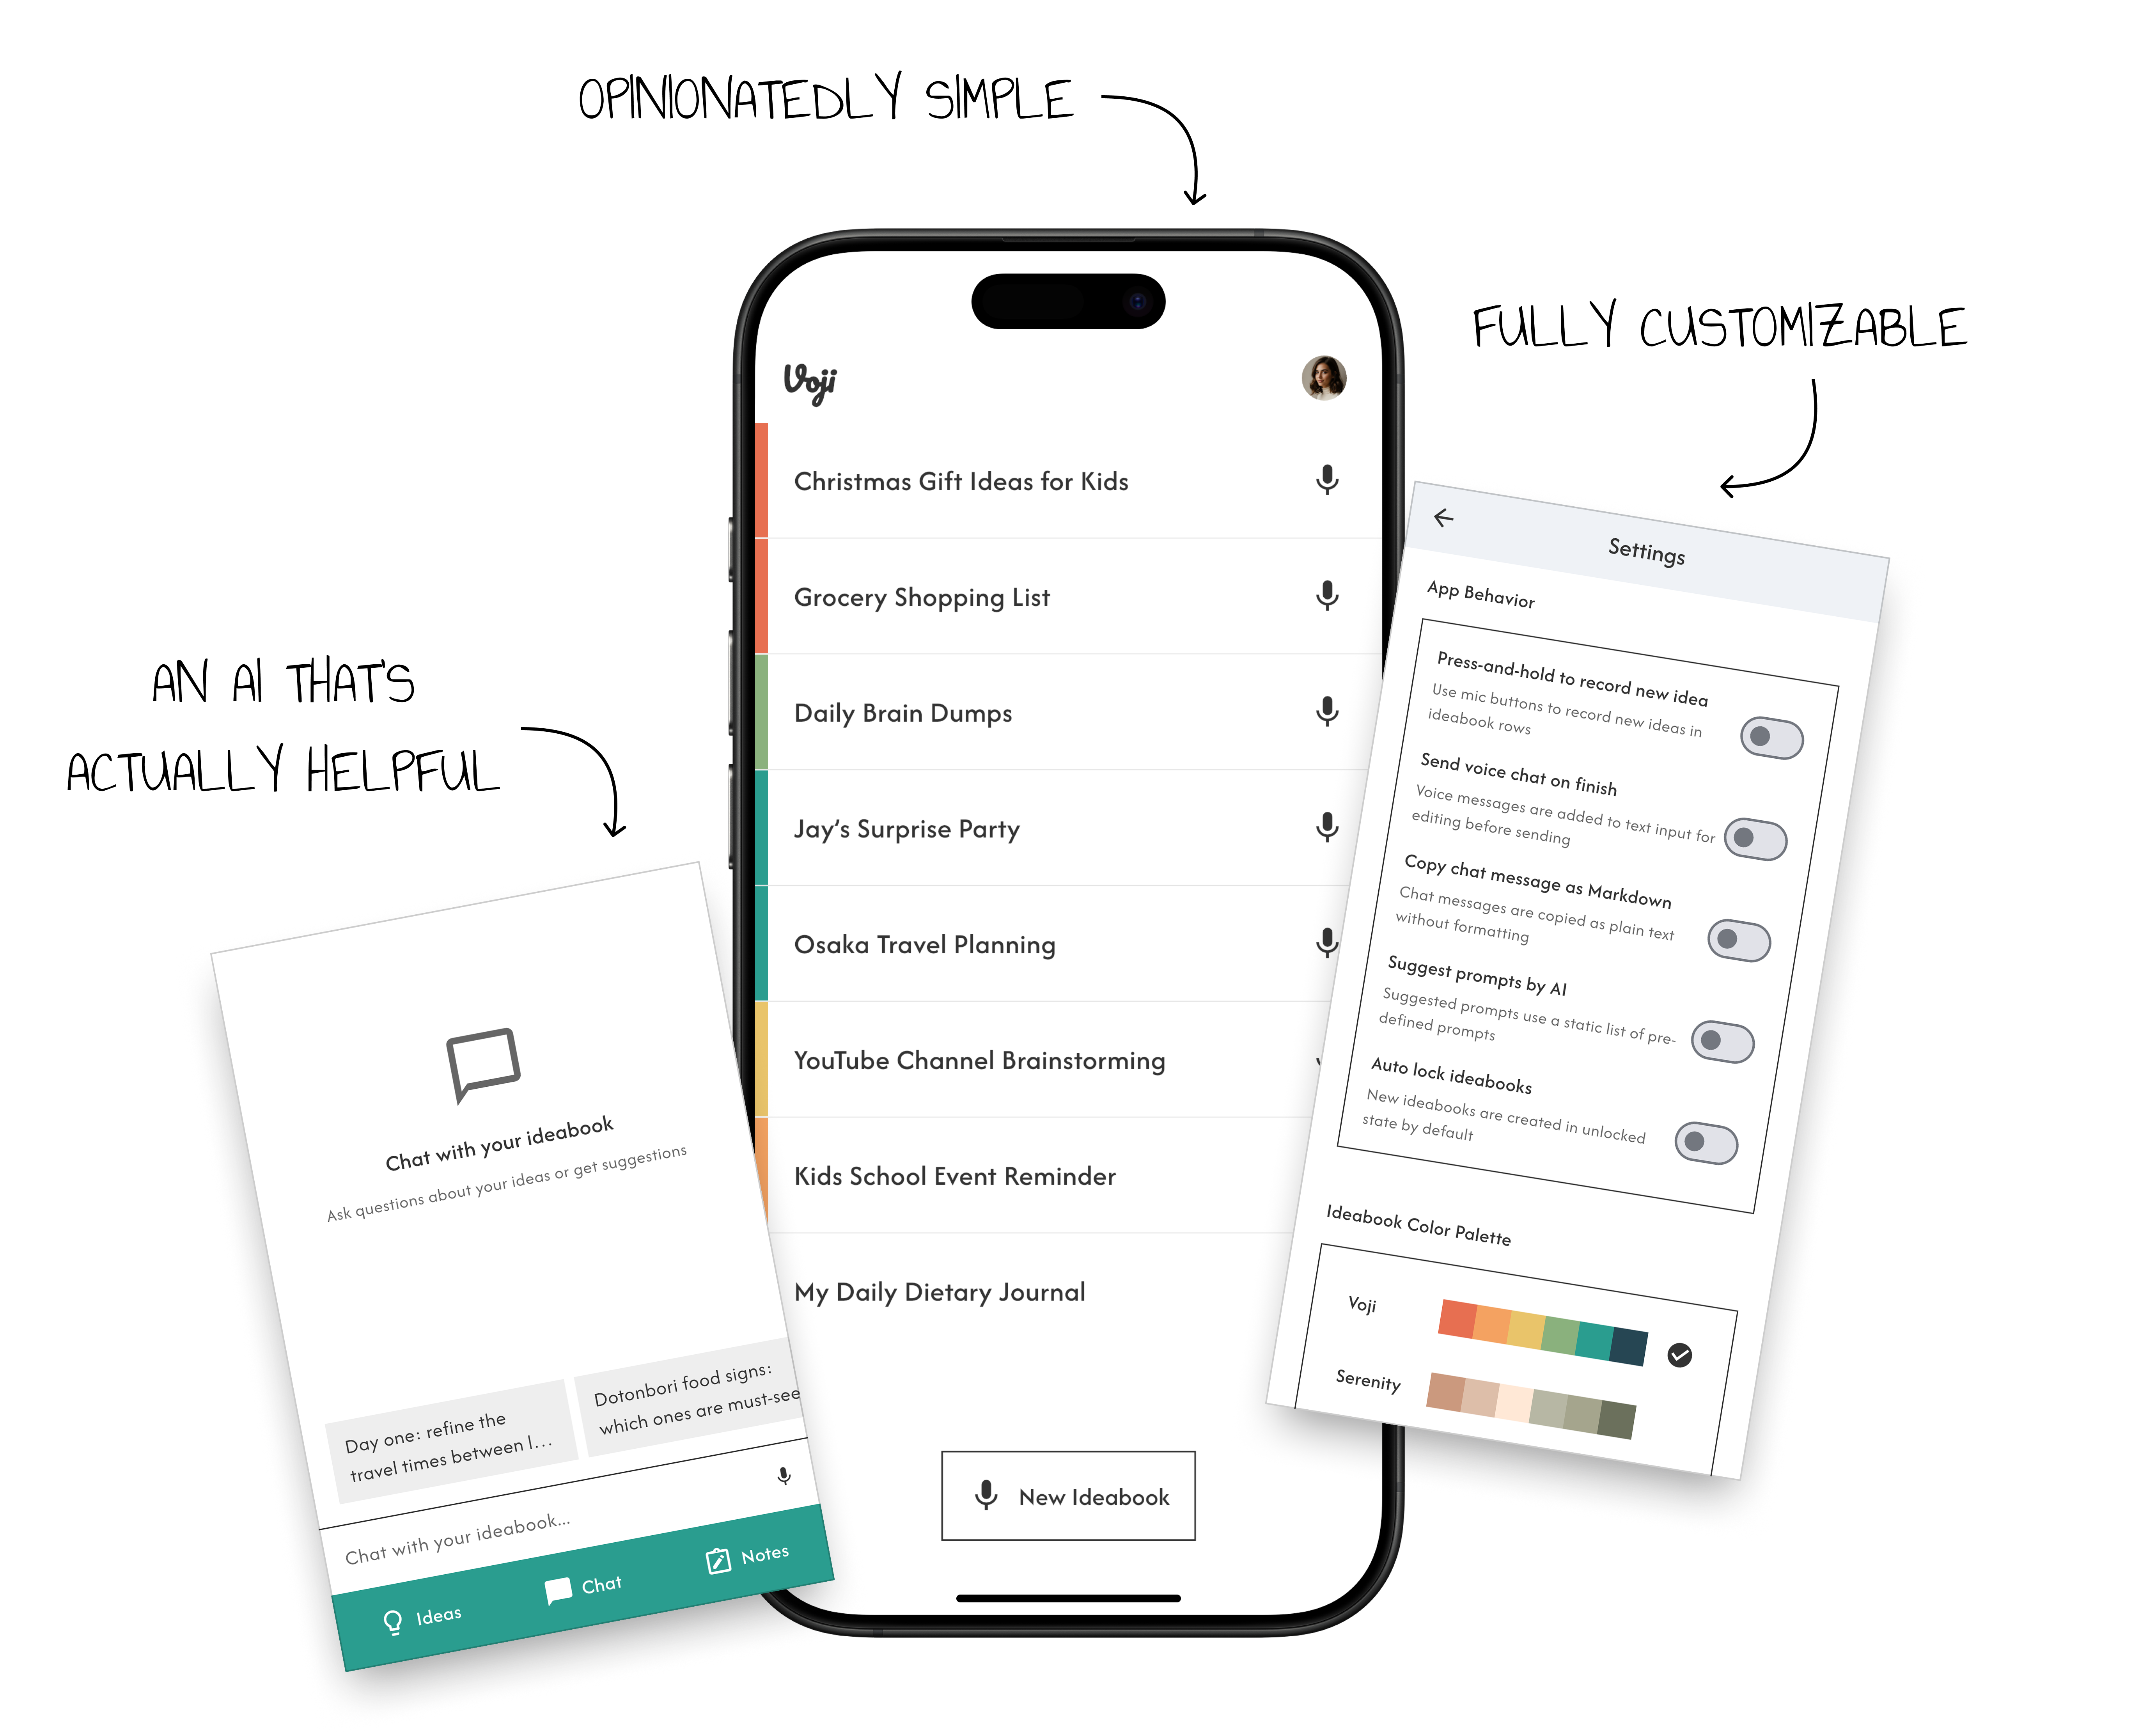 OPINIONATEDLY SIMPLE
FULLY CUSTOMIZABLE
AN AI THAT'S
ACTUALLY HELPFUL
Voji
Christmas Gift Ideas for Kids
Grocery Shopping List
Daily Brain Dumps
Jay’s Surprise Party
Osaka Travel Planning
YouTube Channel Brainstorming
Kids School Event Reminder
My Daily Dietary Journal
New Ideabook
Settings
App Behavior
Press-and-hold to record new idea
Use mic buttons to record new ideas in
ideabook rows
Send voice chat on finish
Voice messages are added to text input for
editing before sending
Copy chat message as Markdown
Chat messages are copied as plain text
without formatting
Suggest prompts by AI
Suggested prompts use a static list of pre-
defined prompts
Auto lock ideabooks
New ideabooks are created in unlocked
state by default
Ideabook Color Palette
Voji
Serenity
Chat with your ideabook
Ask questions about your ideas or get suggestions
Day one: refine the
travel times between l...
Dotonbori food signs:
which ones are must-see
Chat with your ideabook...
Ideas
Chat
Notes